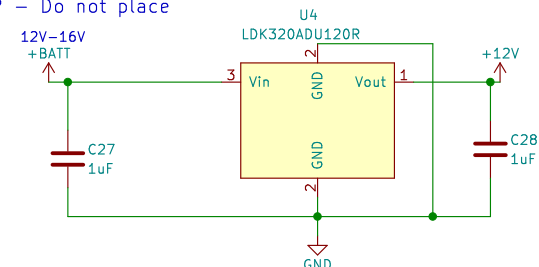 – Do not place
U4
LDK320ADU120R
12V-16V
+BATT
+12V
2
3
Vin
GND
Vout
1
C27
1uF
C28
1uF
GND
2
GND